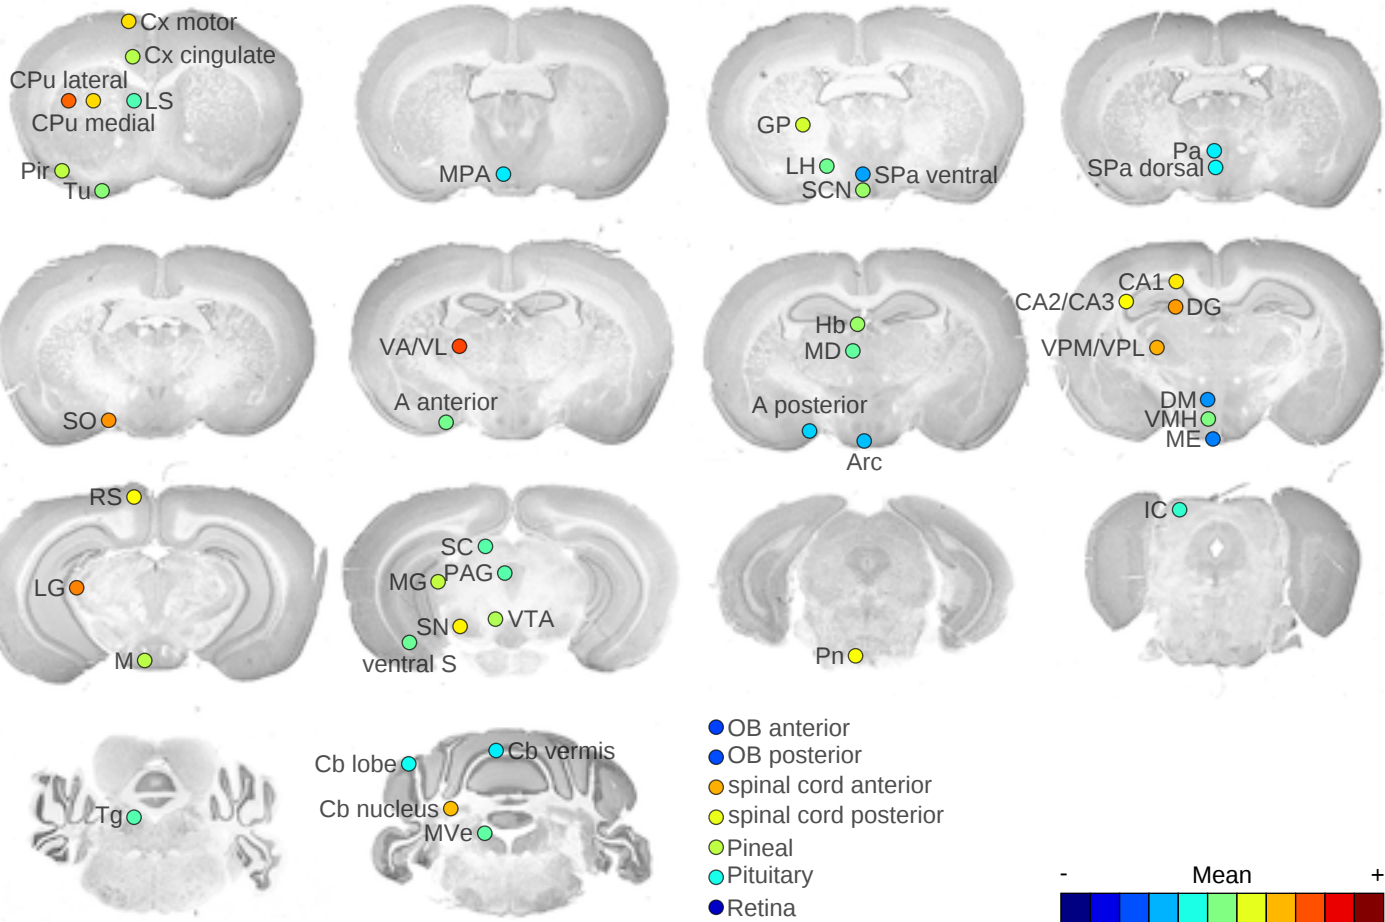 Cx motor
Cx cingulate
CPu lateral
LS
CPu medial
Pir
Tu
MPA
GP
LH
SPa ventral
SCN
Pa
SPa dorsal
SO
VA/VL
A anterior
Hb
MD
A posterior
Arc
CA1
CA2/CA3
DG
VPM/VPL
DM
VMH
ME
RS
LG
M
SC
PAG
MG
VTA
SN
ventral S
Pn
IC
Tg
Cb vermis
Cb lobe
Cb nucleus
MVe
OB anterior
OB posterior
spinal cord anterior
spinal cord posterior
Pineal
Pituitary
Retina
- Mean +